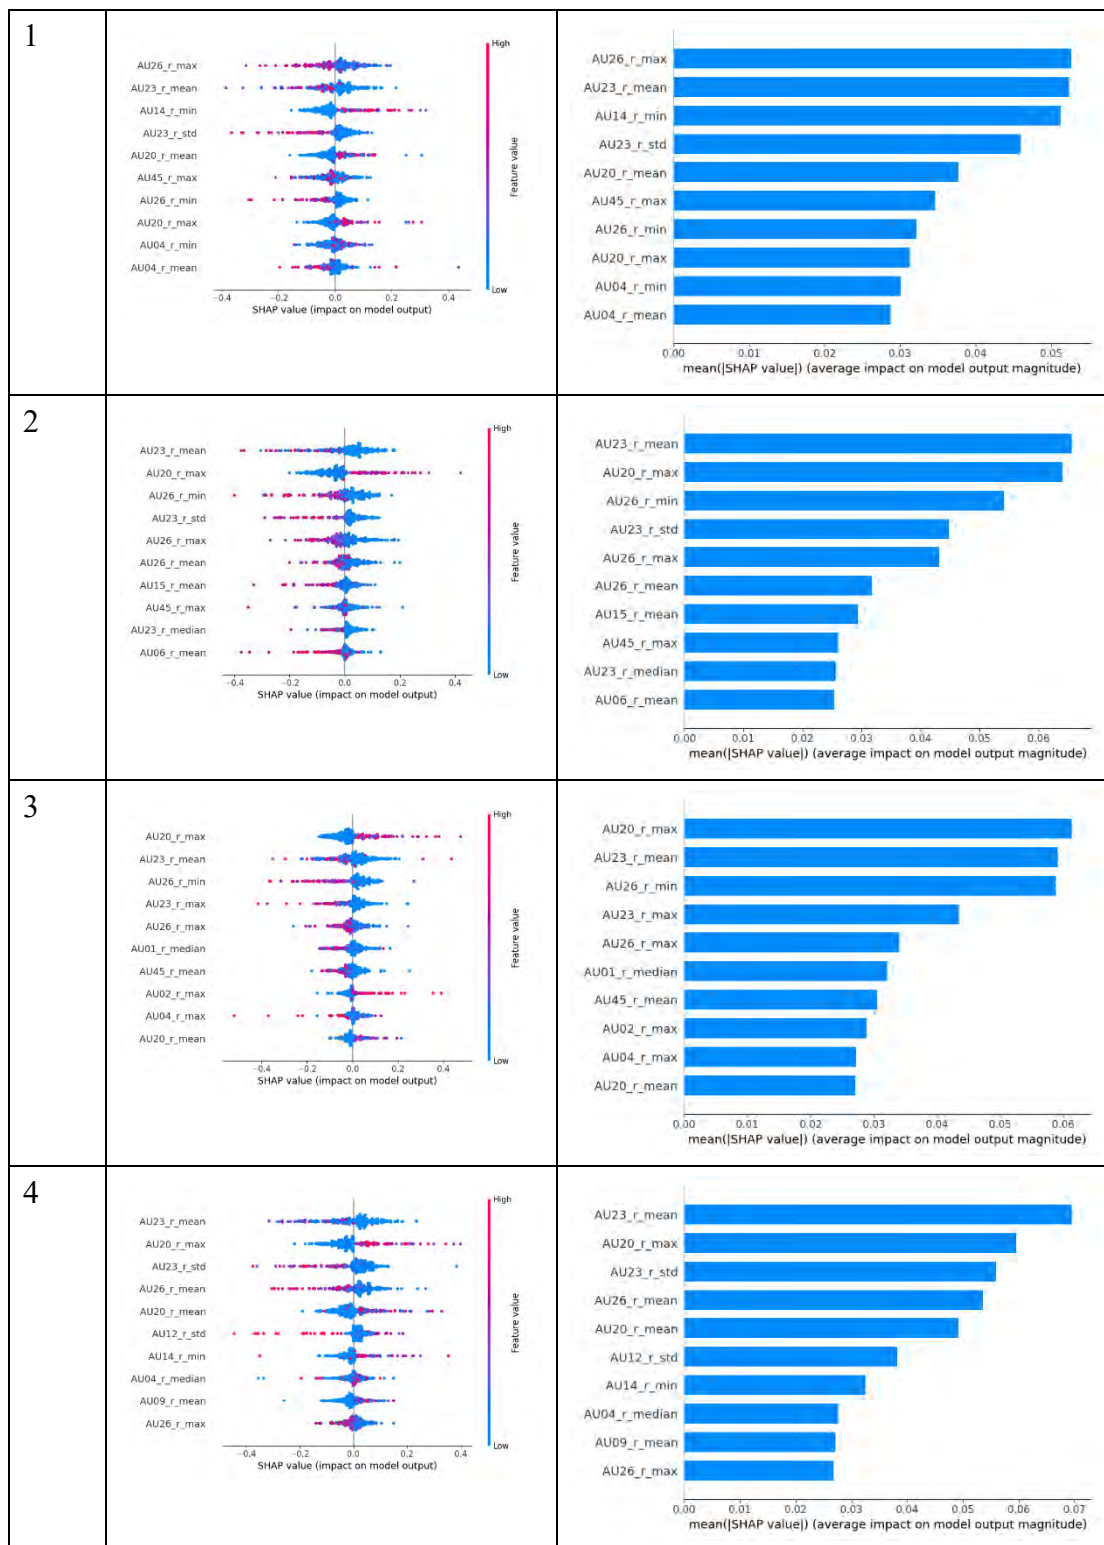 1
High
AU26_r_max
AU23_r_mean
AU14_r_min
AU23_r_std
AU20_r_mean
AU45_r_max
AU26_r_min
AU20_r_max
AU04_r_min
AU04_r_mean
Feature value
Low
−0.4 −0.2 0.0 0.2 0.4
SHAP value (impact on model output)
AU26_r_max
AU23_r_mean
AU14_r_min
AU23_r_std
AU20_r_mean
AU45_r_max
AU26_r_min
AU20_r_max
AU04_r_min
AU04_r_mean
0.00 0.01 0.02 0.03 0.04 0.05
mean(|SHAP value|) (average impact on model output magnitude)
2
High
AU23_r_mean
AU20_r_max
AU26_r_min
AU23_r_std
AU26_r_max
AU26_r_mean
AU15_r_mean
AU45_r_max
AU23_r_median
AU06_r_mean
Feature value
Low
−0.4 −0.2 0.0 0.2 0.4
SHAP value (impact on model output)
AU23_r_mean
AU20_r_max
AU26_r_min
AU23_r_std
AU26_r_max
AU26_r_mean
AU15_r_mean
AU45_r_max
AU23_r_median
AU06_r_mean
0.00 0.01 0.02 0.03 0.04 0.05 0.06
mean(|SHAP value|) (average impact on model output magnitude)
3
High
AU20_r_max
AU23_r_mean
AU26_r_min
AU23_r_max
AU26_r_max
AU01_r_median
AU45_r_mean
AU02_r_max
AU04_r_max
AU20_r_mean
Feature value
Low
−0.4 −0.2 0.0 0.2 0.4
SHAP value (impact on model output)
AU20_r_max
AU23_r_mean
AU26_r_min
AU23_r_max
AU26_r_max
AU01_r_median
AU45_r_mean
AU02_r_max
AU04_r_max
AU20_r_mean
0.00 0.01 0.02 0.03 0.04 0.05 0.06
mean(|SHAP value|) (average impact on model output magnitude)
4
High
AU23_r_mean
AU20_r_max
AU23_r_std
AU26_r_mean
AU20_r_mean
AU12_r_std
AU14_r_min
AU04_r_median
AU09_r_mean
AU26_r_max
Feature value
Low
−0.4 −0.2 0.0 0.2 0.4
SHAP value (impact on model output)
AU23_r_mean
AU20_r_max
AU23_r_std
AU26_r_mean
AU20_r_mean
AU12_r_std
AU14_r_min
AU04_r_median
AU09_r_mean
AU26_r_max
0.00 0.01 0.02 0.03 0.04 0.05 0.06 0.07
mean(|SHAP value|) (average impact on model output magnitude)